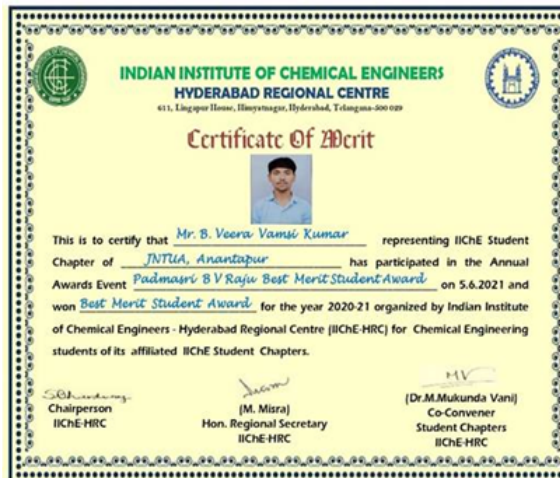 INDIAN INSTITUTE OF CHEMICAL ENGINEERS
HYDERABAD REGIONAL CENTRE
611, Lingapur House, Himyatnagar, Hyderabad, Telangana-500 029
Certificate Of Merit
This is to certify that Mr. B. Veera Vamsi Kumar representing IIChE Student
Chapter of JNTUA, Anantapur has participated in the Annual
Awards Event Padmasri B V Raju Best Merit Student Award on 5.6.2021 and
won Best Merit Student Award for the year 2020-21 organized by Indian Institute
of Chemical Engineers - Hyderabad Regional Centre (IIChE-HRC) for Chemical Engineering
students of its affiliated IIChE Student Chapters.
Chairperson
IIChE-HRC
(M. Misra)
Hon. Regional Secretary
IIChE-HRC
(Dr.M.Mukunda Vani)
Co-Convener
Student Chapters
IIChE-HRC